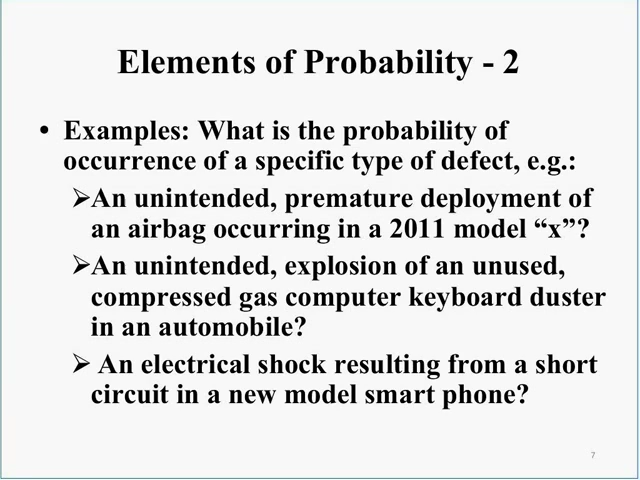 Elements of Probability - 2
• Examples: What is the probability of
occurrence of a specific type of defect, e.g.:
➢An unintended, premature deployment of
an airbag occurring in a 2011 model “x”?
➢An unintended, explosion of an unused,
compressed gas computer keyboard duster
in an automobile?
➢ An electrical shock resulting from a short
circuit in a new model smart phone?
7